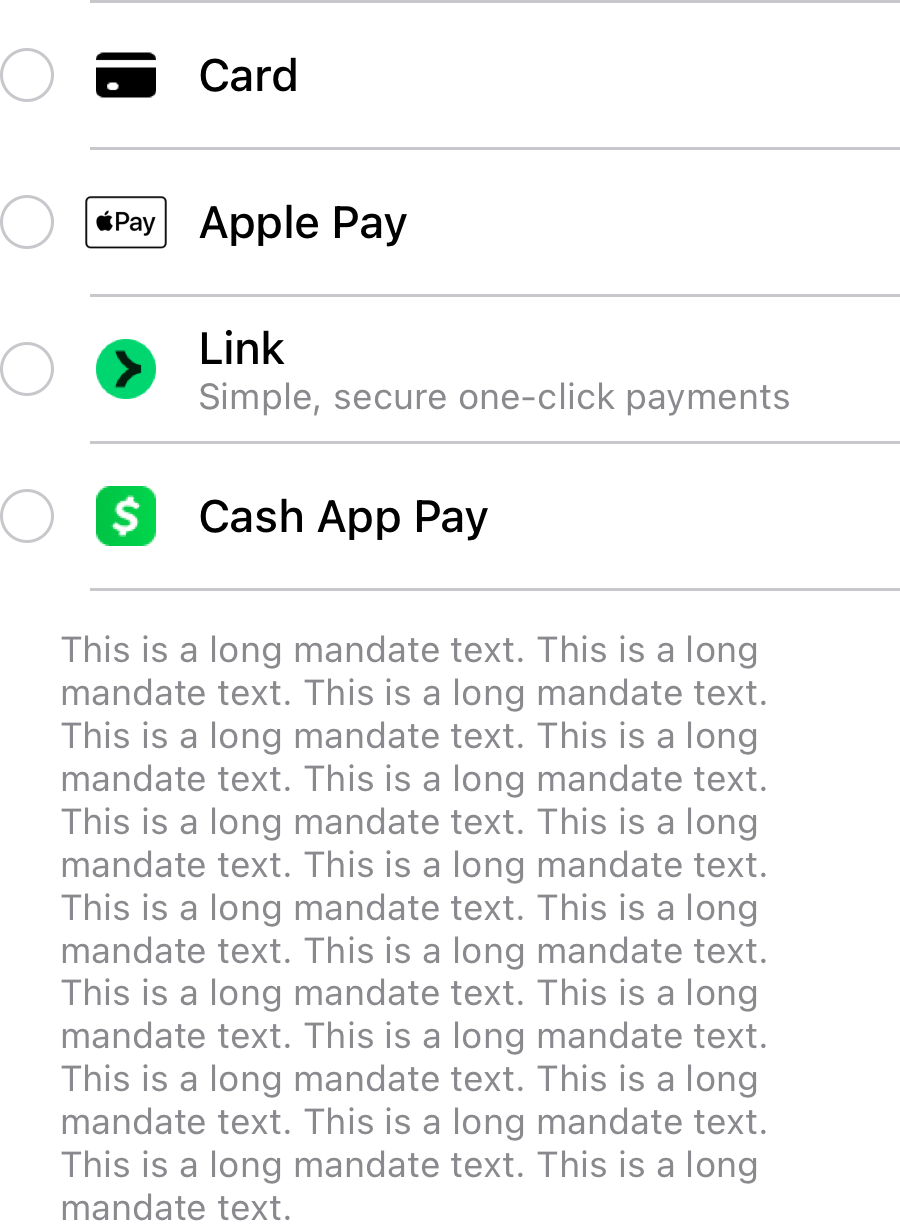 Card
Pay
Apple Pay
Link
Simple, secure one-click payments
$
Cash App Pay
This is a long mandate text. This is a long
mandate text. This is a long mandate text.
This is a long mandate text. This is a long
mandate text. This is a long mandate text.
This is a long mandate text. This is a long
mandate text. This is a long mandate text.
This is a long mandate text. This is a long
mandate text. This is a long mandate text.
This is a long mandate text. This is a long
mandate text. This is a long mandate text.
This is a long mandate text. This is a long
mandate text. This is a long mandate text.
This is a long mandate text. This is a long
mandate text.